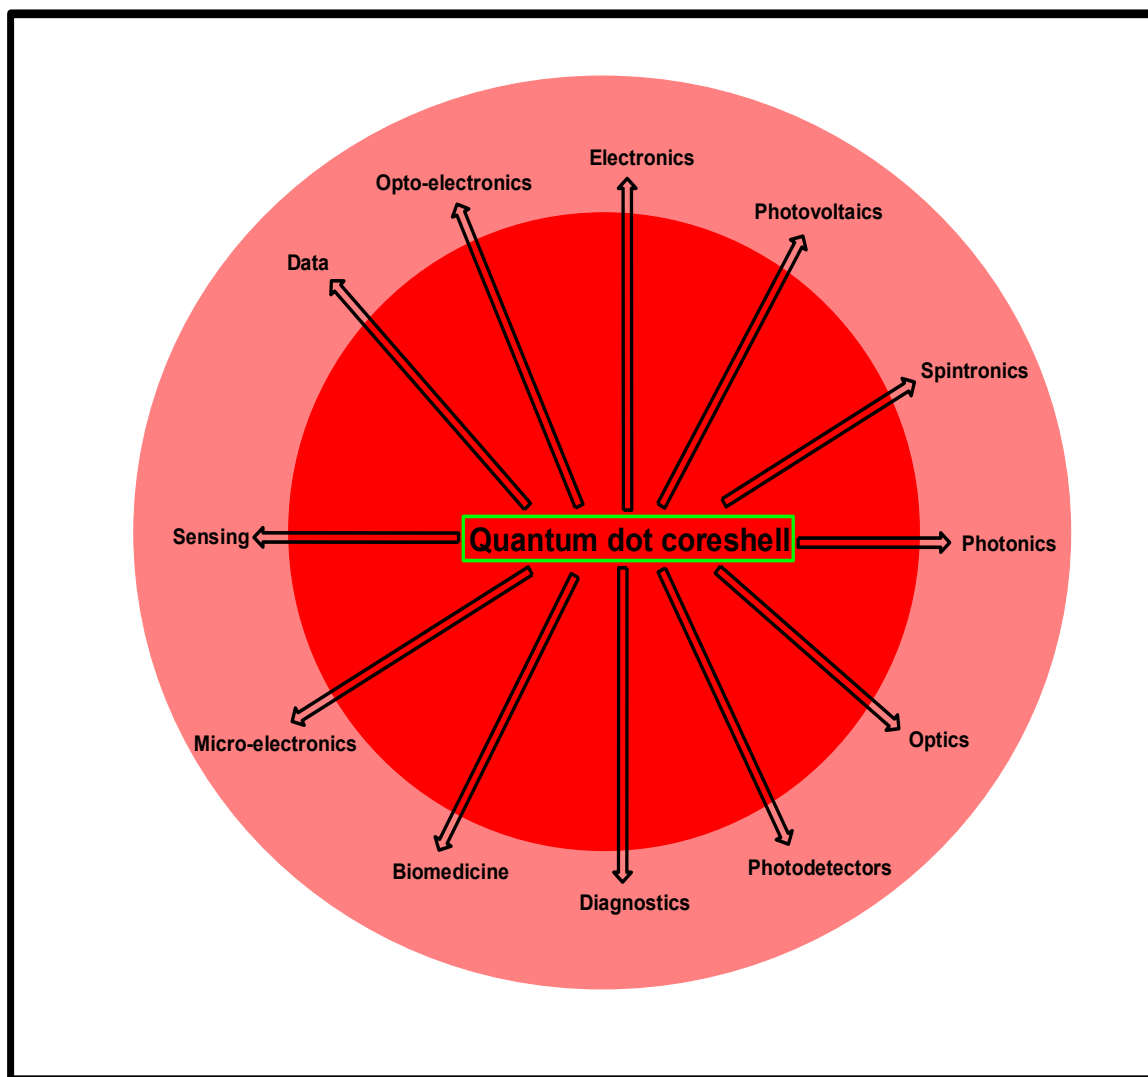 Electronics
Opto-electronics
Photovoltaics
Data
Spintronics
Sensing
Quantum dot coreshell
Photonics
Micro-electronics
Optics
Biomedicine
Photodetectors
Diagnostics